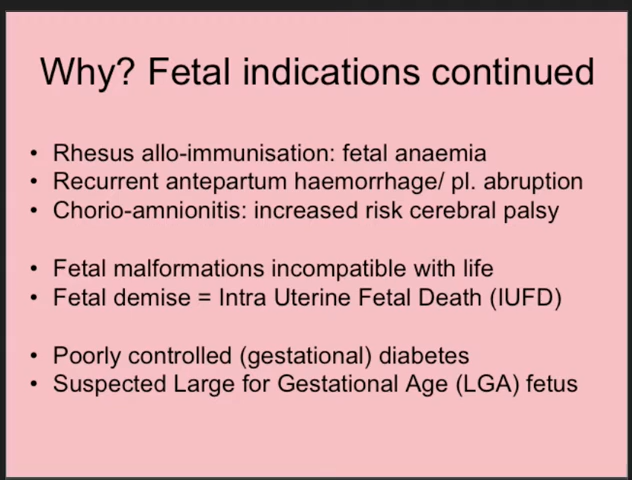 Why? Fetal indications continued
• Rhesus allo-immunisation: fetal anaemia
• Recurrent antepartum haemorrhage/ pl. abruption
• Chorio-amnionitis: increased risk cerebral palsy
• Fetal malformations incompatible with life
• Fetal demise = Intra Uterine Fetal Death (IUFD)
• Poorly controlled (gestational) diabetes
• Suspected Large for Gestational Age (LGA) fetus